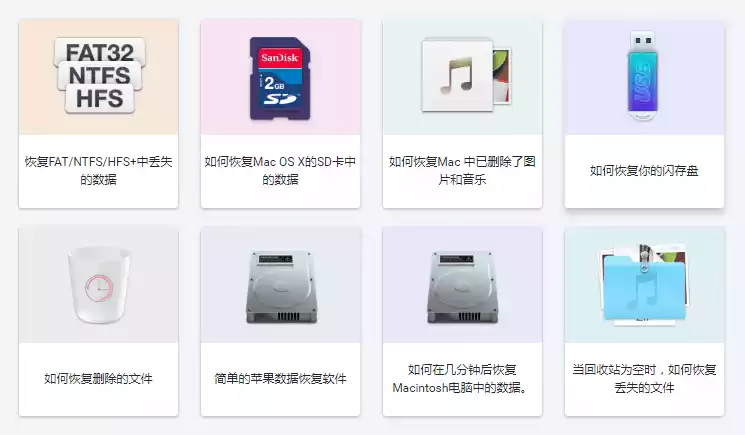 FAT32
NTFS
HFS
SanDisk
2GB
SD
USB
恢复FAT/NTFS/HFS+中丢失
的数据
如何恢复Mac OS X的SD卡中
的数据
如何恢复Mac 中已删除了图
片和音乐
如何恢复你的闪存盘
如何恢复删除的文件
简单的苹果数据恢复软件
如何在几分钟后恢复
Macintosh电脑中的数据。
当回收站为空时，如何恢复
丢失的文件